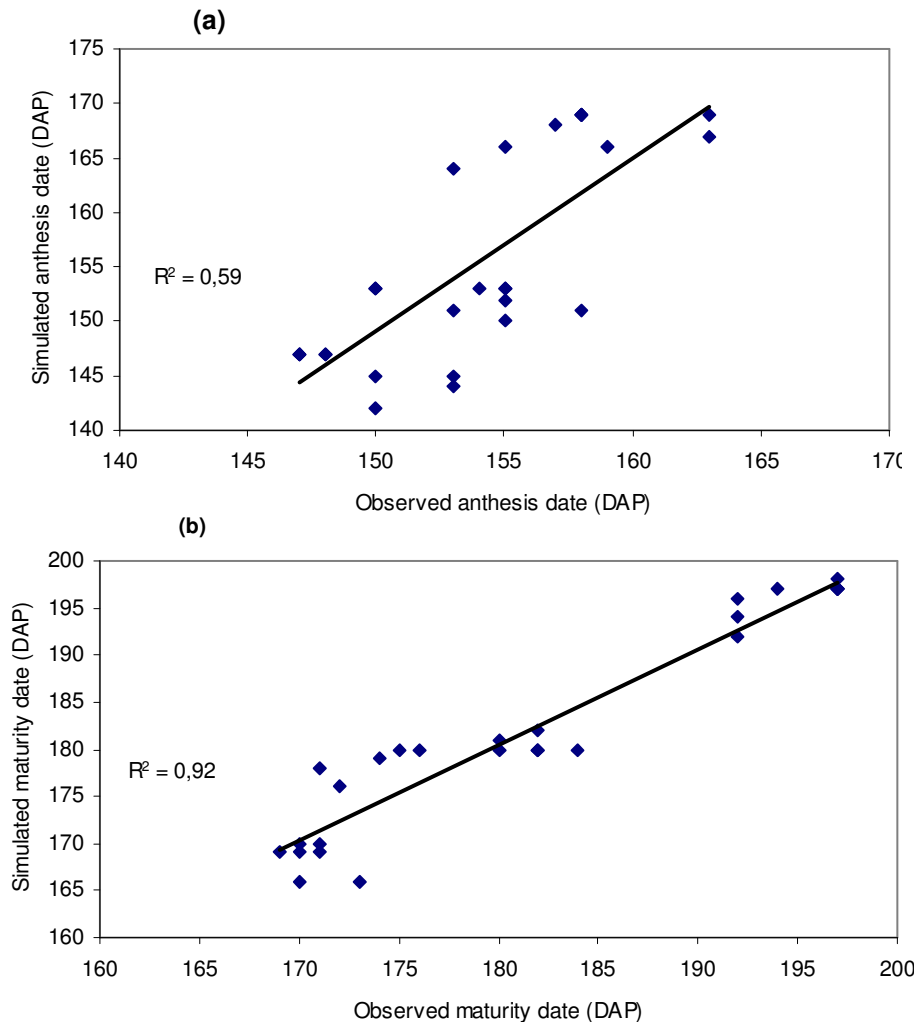 (a)
175
170
165
160
155
150
145
140
Simulated anthesis date (DAP)
R² = 0,59
140 145 150 155 160 165 170
Observed anthesis date (DAP)
(b)
200
195
190
185
180
175
170
165
160
Simulated maturity date (DAP)
R² = 0,92
160 165 170 175 180 185 190 195 200
Observed maturity date (DAP)